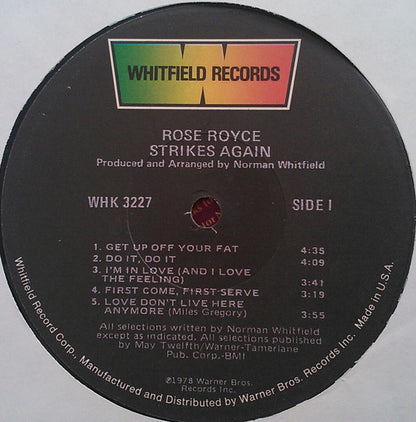 WHITFIELD RECORDS
ROSE ROYCE
STRIKES AGAIN
Produced and Arranged by Norman Whitfield
WHK 3227
SIDE I
1. GET UP OFF YOUR FAT 4:35
2. DO IT, DO IT 4:09
3. I'M IN LOVE (AND I LOVE
THE FEELING) 3:41
4. FIRST COME, FIRST SERVE 3:19
5. LOVE DON'T LIVE HERE
ANYMORE (Miles Gregory) 3:55
All selections written by Norman Whitfield
except as indicated. All selections published
by May Twelfth/Warner-Tamerlane
Pub. Corp.-BMI
℗1978 Warner Bros.
Records Inc.
Whitfield Record Corp., Manufactured and Distributed by Warner Bros. Records Inc. Made in U.S.A.